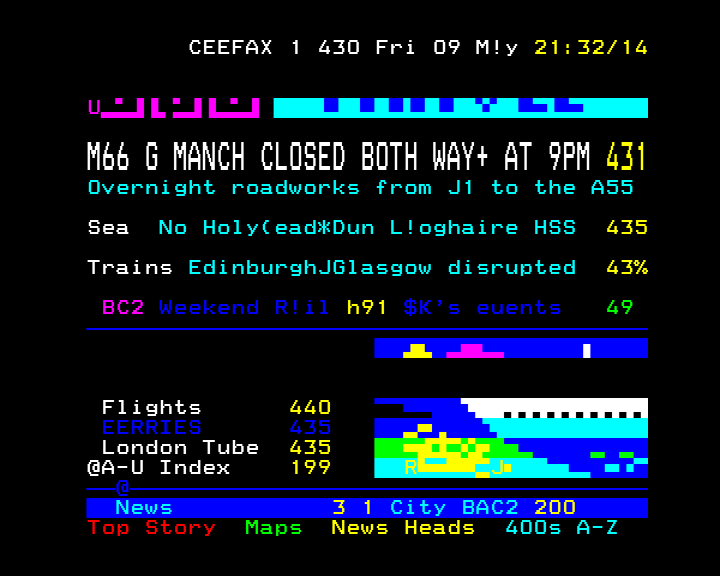 CEEFAX 1 430 Fri 09 M!y 21:32/14
U
M66 G MANCH CLOSED BOTH WAY+ AT 9PM 431
Overnight roadworks from J1 to the A55
Sea No Holy(ead*Dun L!oghaire HSS 435
Trains EdinburghJGlasgow disrupted 43%
BC2 Weekend R!il h91 $K's euents 49
Flights 440
EERRIES 435
London Tube 435
@A-U Index 199
R J
@
News 3 1 City BAC2 200
Top Story Maps News Heads 400s A-Z